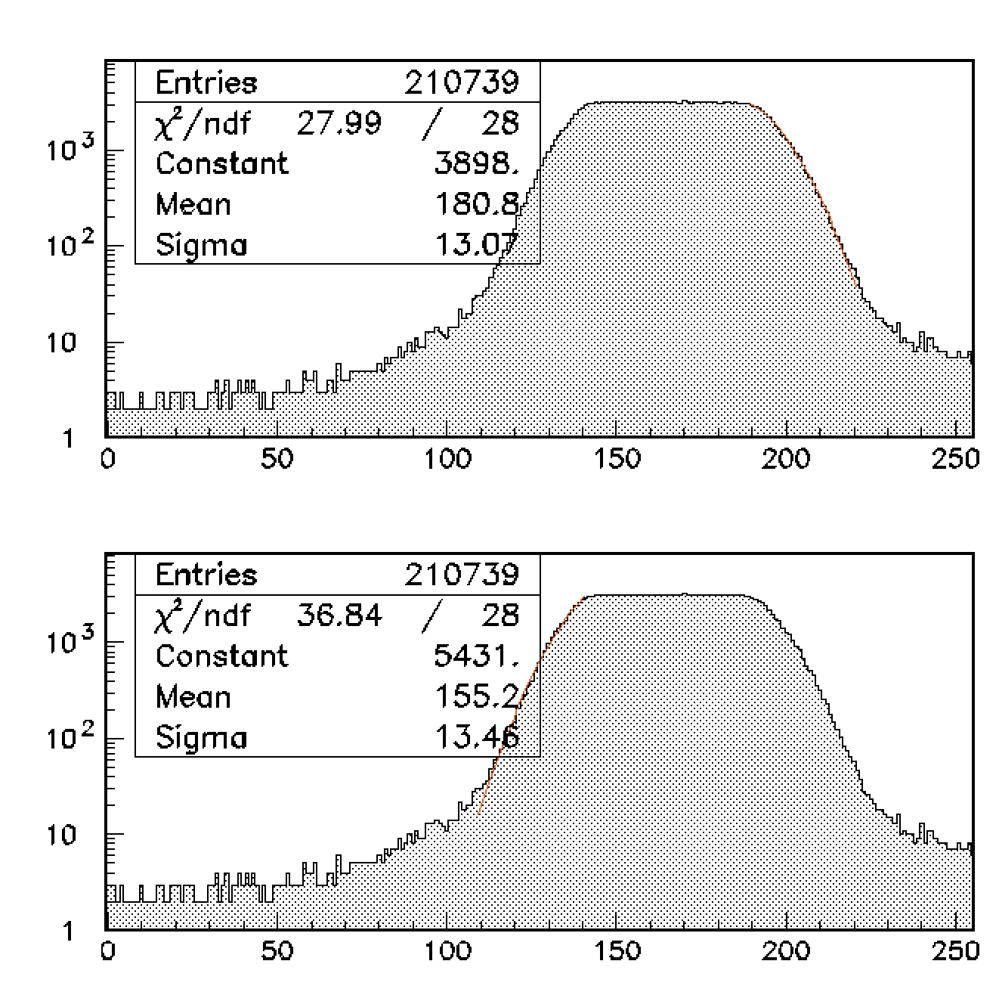 Entries 210739
χ²/ndf 27.99 / 28
Constant 3898.
Mean 180.8
Sigma 13.07
10³
10²
10
1
0 50 100 150 200 250
Entries 210739
χ²/ndf 36.84 / 28
Constant 5431.
Mean 155.2
Sigma 13.46
10³
10²
10
1
0 50 100 150 200 250